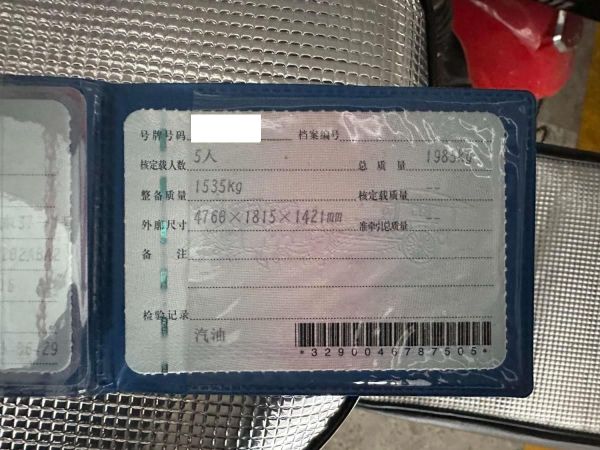 号牌号码 档案编号
核定载人数 5人 总质量 1985kg
整备质量 1535kg 核定载质量 --
外廓尺寸 4766×1815×1421mm 准牵引总质量 --
备注
检验记录
汽油
*3290046787505*